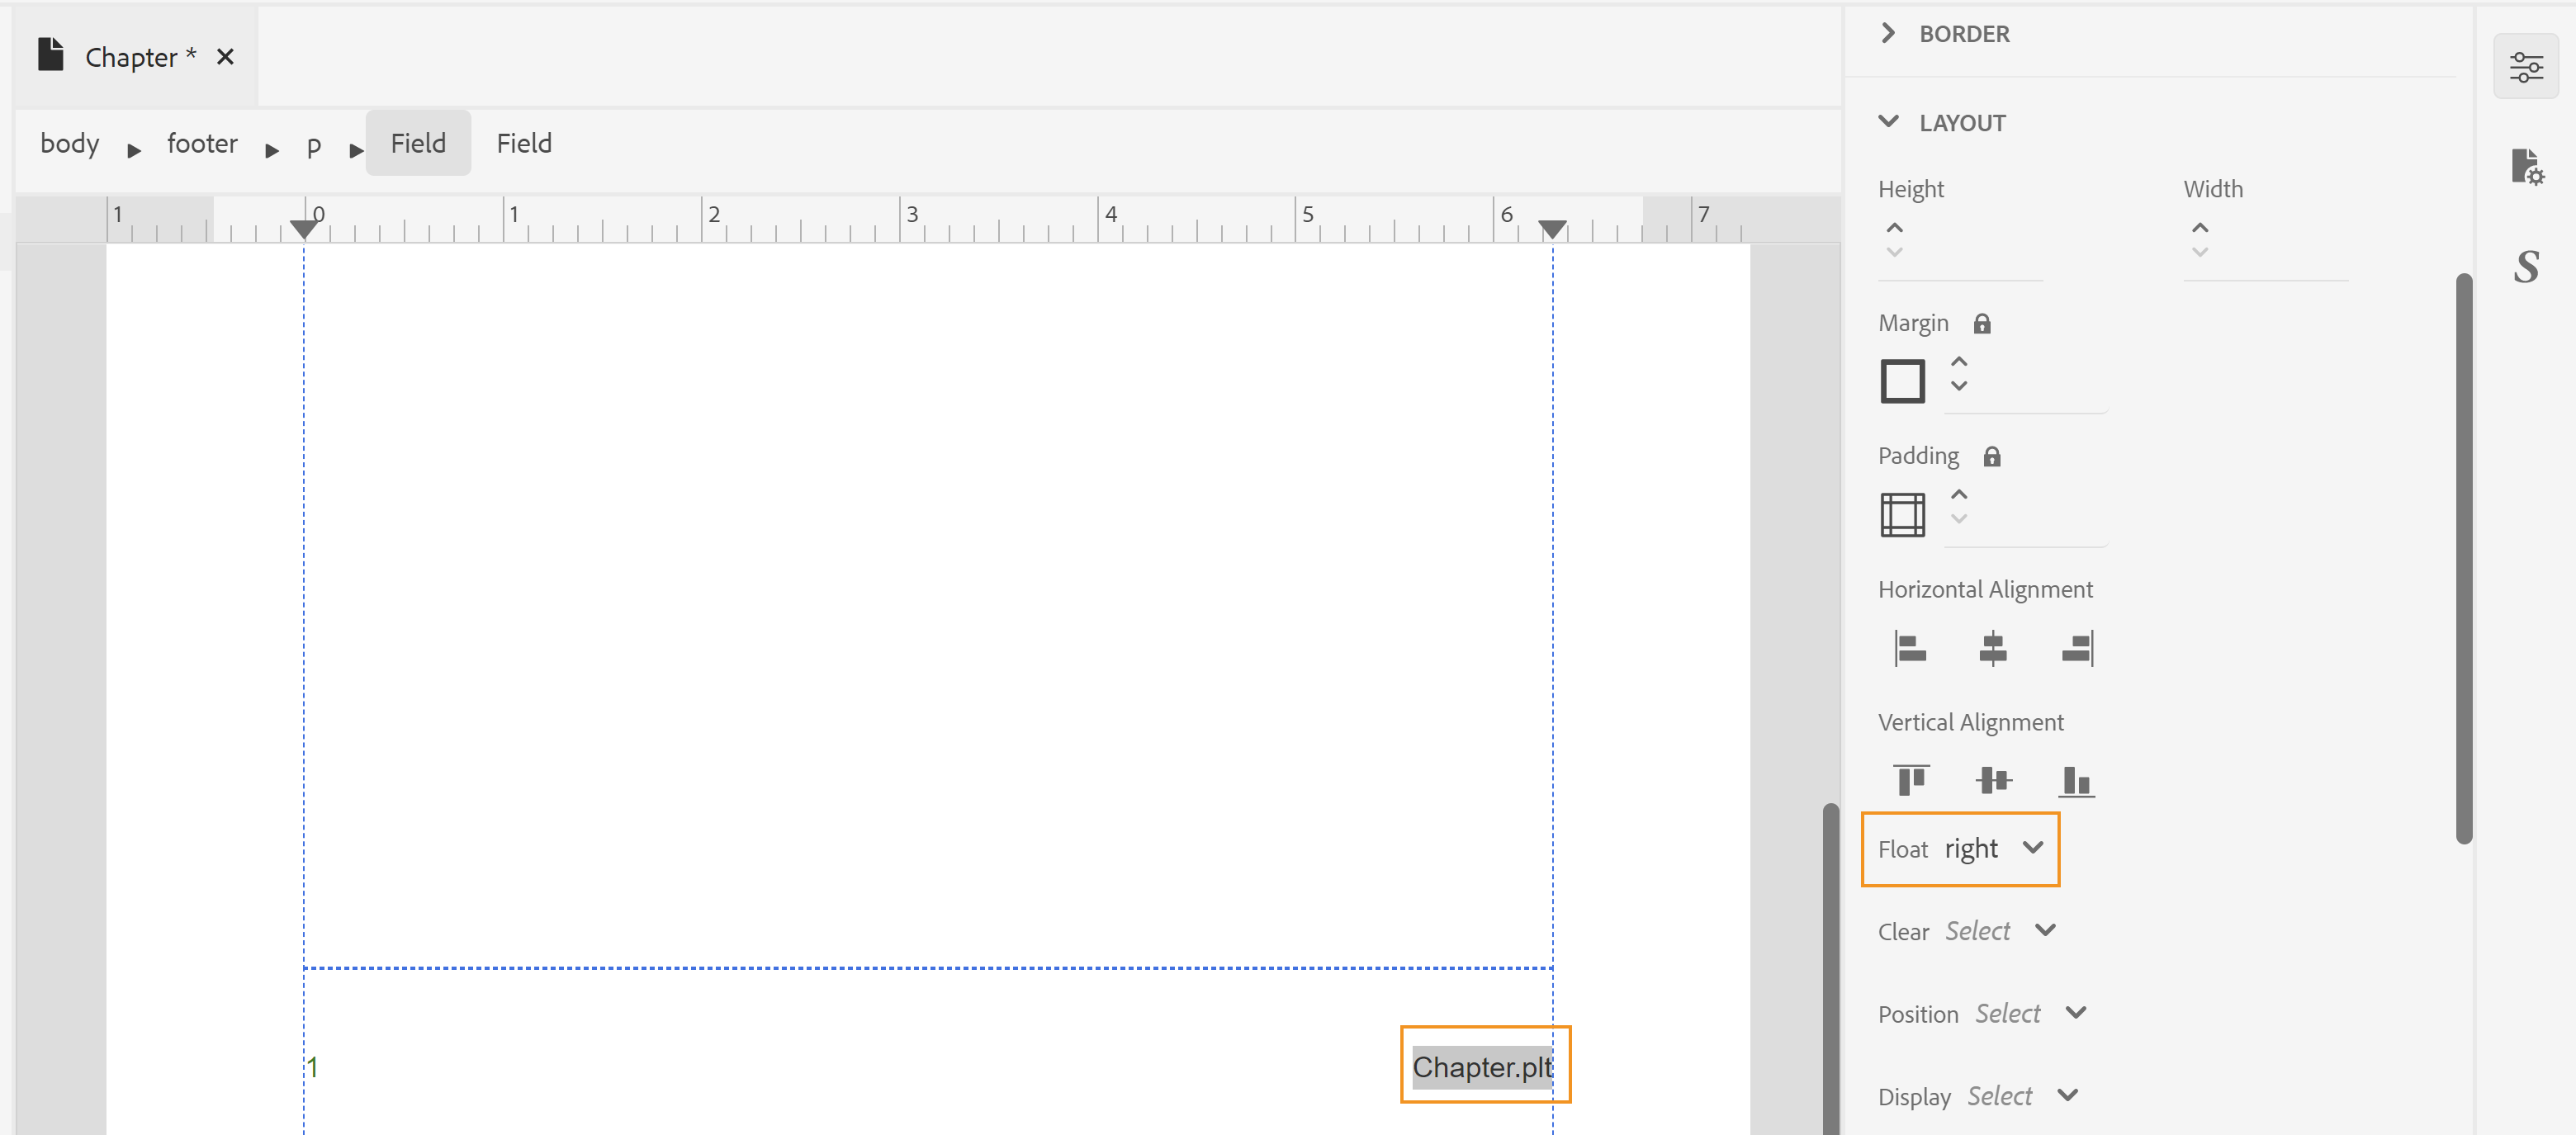 Chapter *
body footer p Field Field
1 0 1 2 3 4 5 6 7
1 Chapter.plt
BORDER
LAYOUT
Height Width
Margin
Padding
Horizontal Alignment
Vertical Alignment
Float right
Clear Select
Position Select
Display Select
S